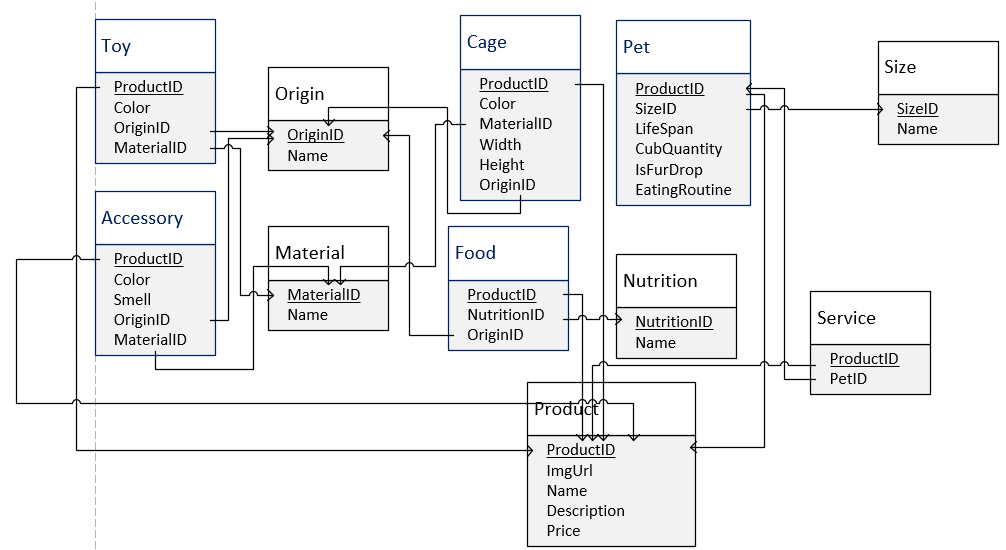 Toy
ProductID
Color
OriginID
MaterialID
Origin
OriginID
Name
Cage
ProductID
Color
MaterialID
Width
Height
OriginID
Pet
ProductID
SizeID
LifeSpan
CubQuantity
IsFurDrop
EatingRoutine
Size
SizeID
Name
Accessory
ProductID
Color
Smell
OriginID
MaterialID
Material
MaterialID
Name
Food
ProductID
NutritionID
OriginID
Nutrition
NutritionID
Name
Service
ProductID
PetID
Product
ProductID
ImgUrl
Name
Description
Price